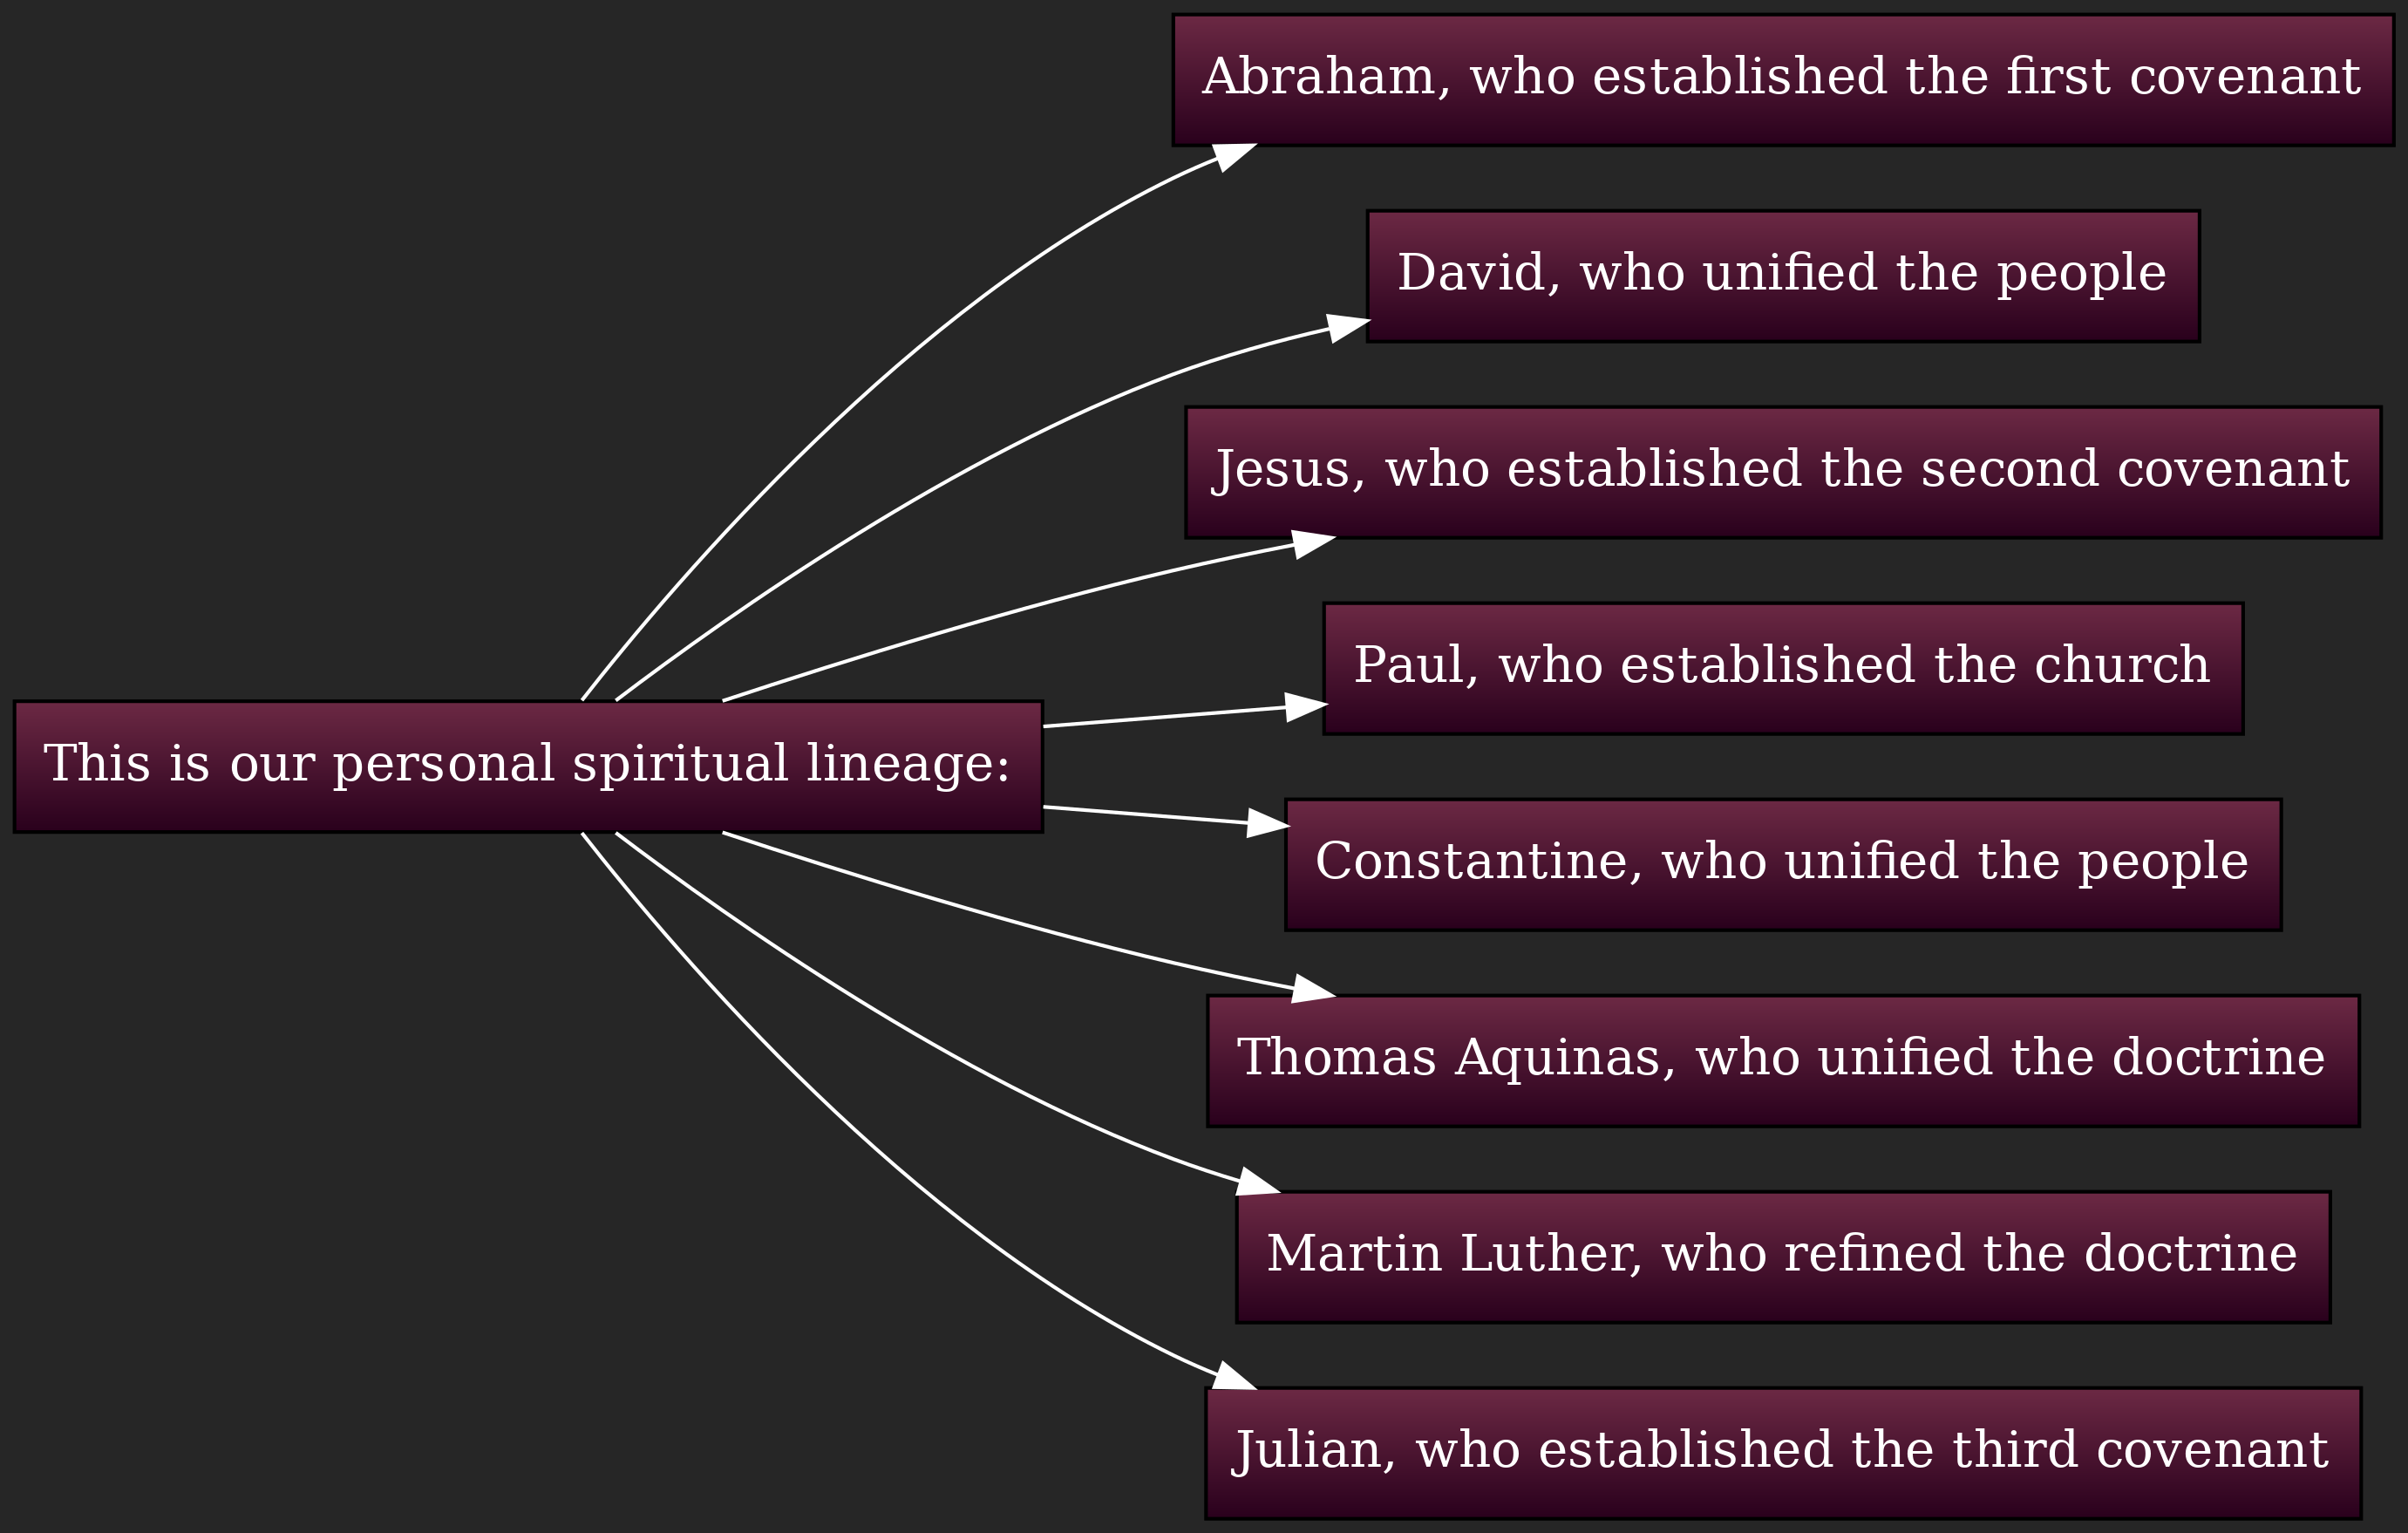 This is our personal spiritual lineage:
Abraham, who established the first covenant
David, who unified the people
Jesus, who established the second covenant
Paul, who established the church
Constantine, who unified the people
Thomas Aquinas, who unified the doctrine
Martin Luther, who refined the doctrine
Julian, who established the third covenant